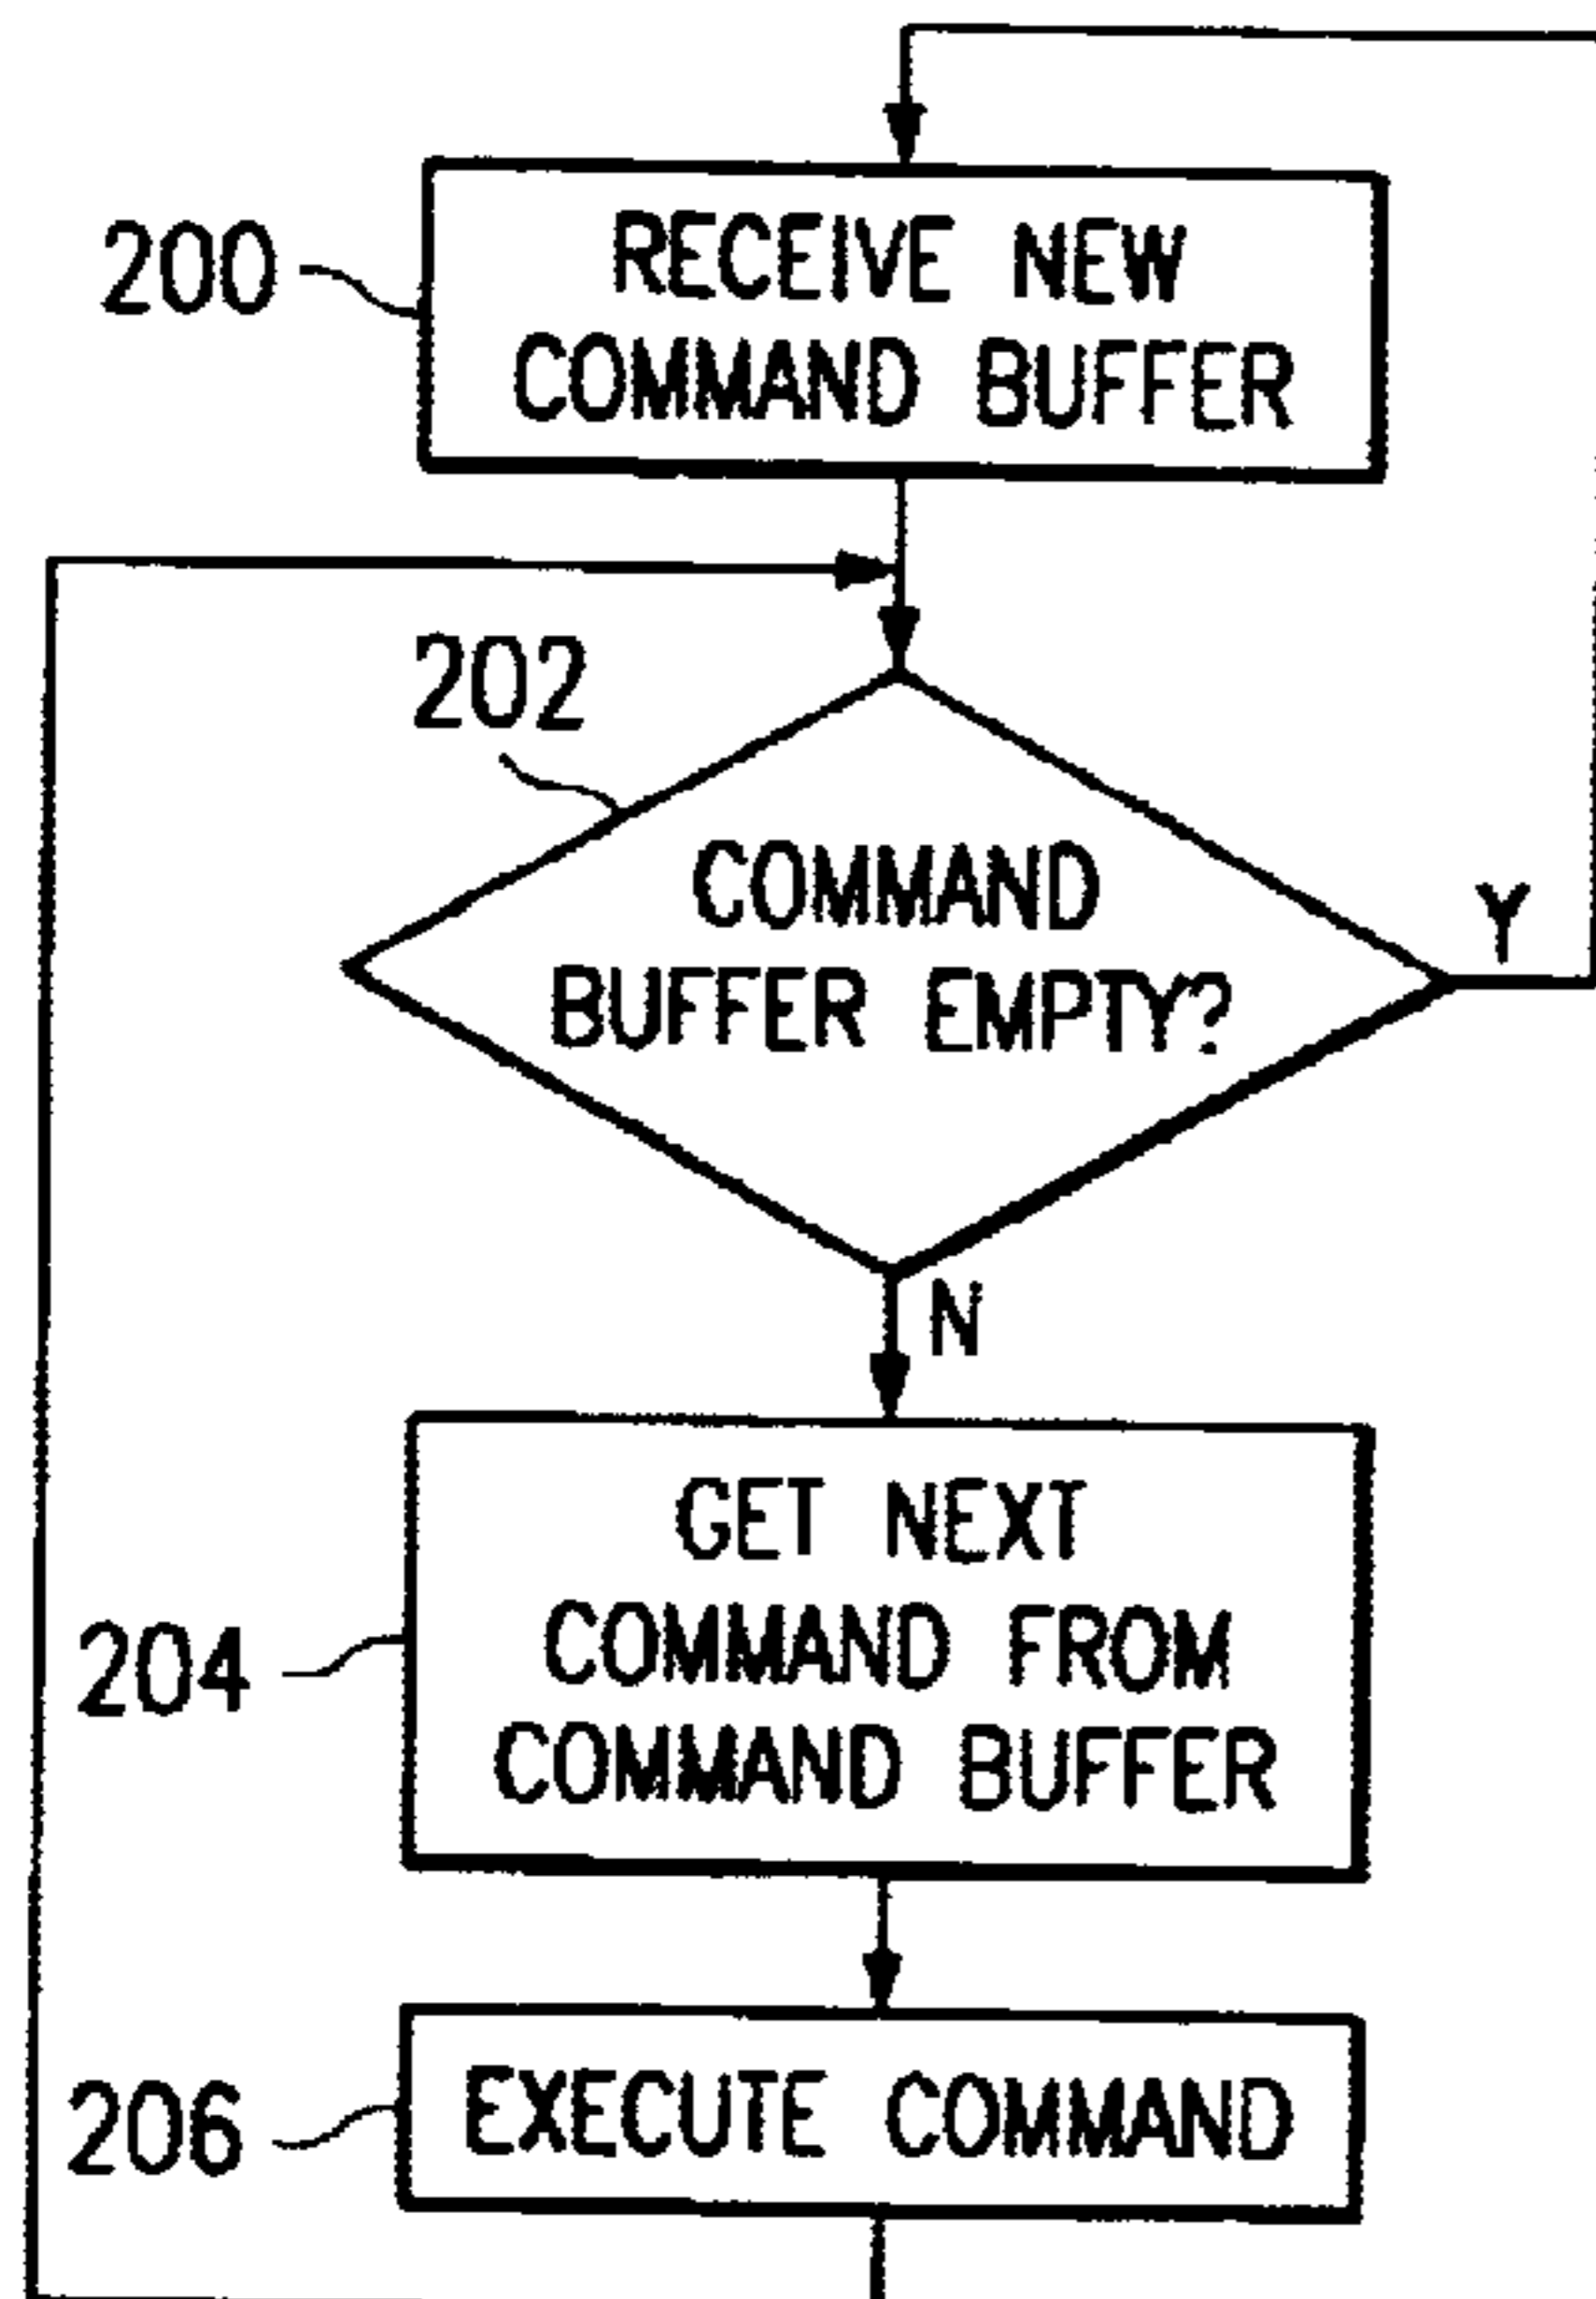 200
RECEIVE NEW
COMMAND BUFFER
202
COMMAND
BUFFER EMPTY?
Y
N
GET NEXT
COMMAND FROM
COMMAND BUFFER
204
206
EXECUTE COMMAND